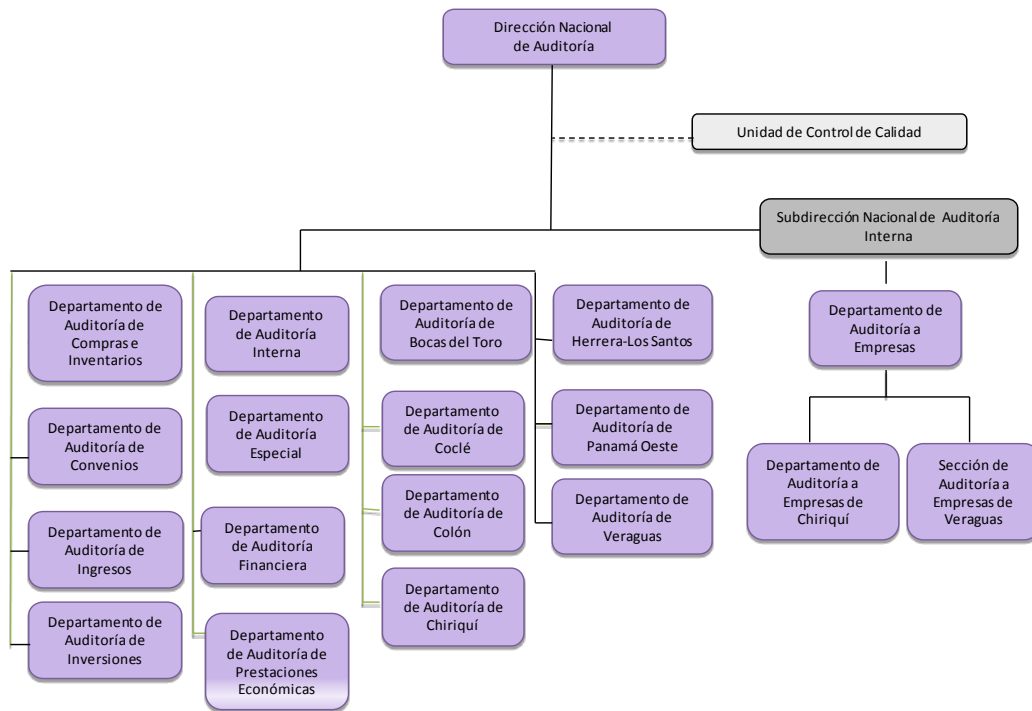 Dirección Nacional
de Auditoría
Unidad de Control de Calidad
Subdirección Nacional de Auditoría
Interna
Departamento de
Auditoría de
Compras e
Inventarios
Departamento
de Auditoría
Interna
Departamento de
Auditoría de
Bocas del Toro
Departamento de
Auditoría de
Herrera-Los Santos
Departamento
de Auditoría a
Empresas
Departamento de
Auditoría de
Convenios
Departamento
de Auditoría
Especial
Departamento
de Auditoría de
Coclé
Departamento de
Auditoría de
Panamá Oeste
Departamento de
Auditoría a
Empresas de
Chiriquí
Sección de
Auditoría a
Empresas de
Veraguas
Departamento
de Auditoría de
Ingresos
Departamento
de Auditoría
Financiera
Departamento
de Auditoría de
Colón
Departamento
de Auditoría de
Veraguas
Departamento
de Auditoría de
Inversiones
Departamento
de Auditoría de
Prestaciones
Económicas
Departamento
de Auditoría de
Chiriquí